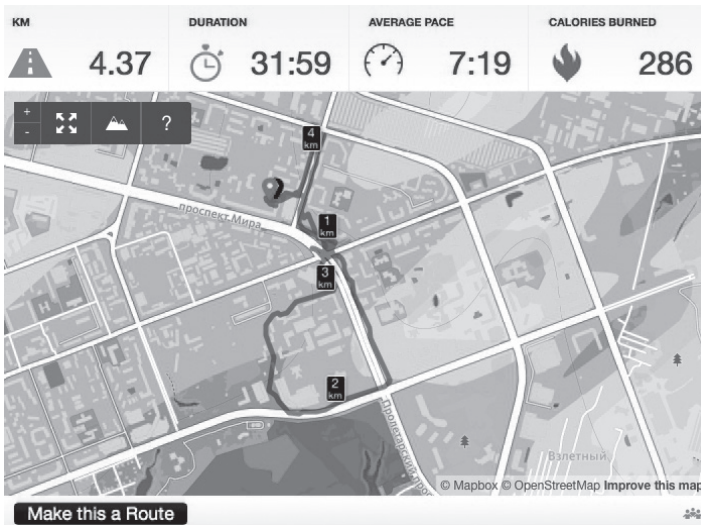 KM DURATION AVERAGE PACE CALORIES BURNED
4.37 31:59 7:19 286
+
-
?
4
km
проспект Мира
1
km
3
km
2
km
Пролетарский
Взлетный
© Mapbox © OpenStreetMap Improve this map
Make this a Route